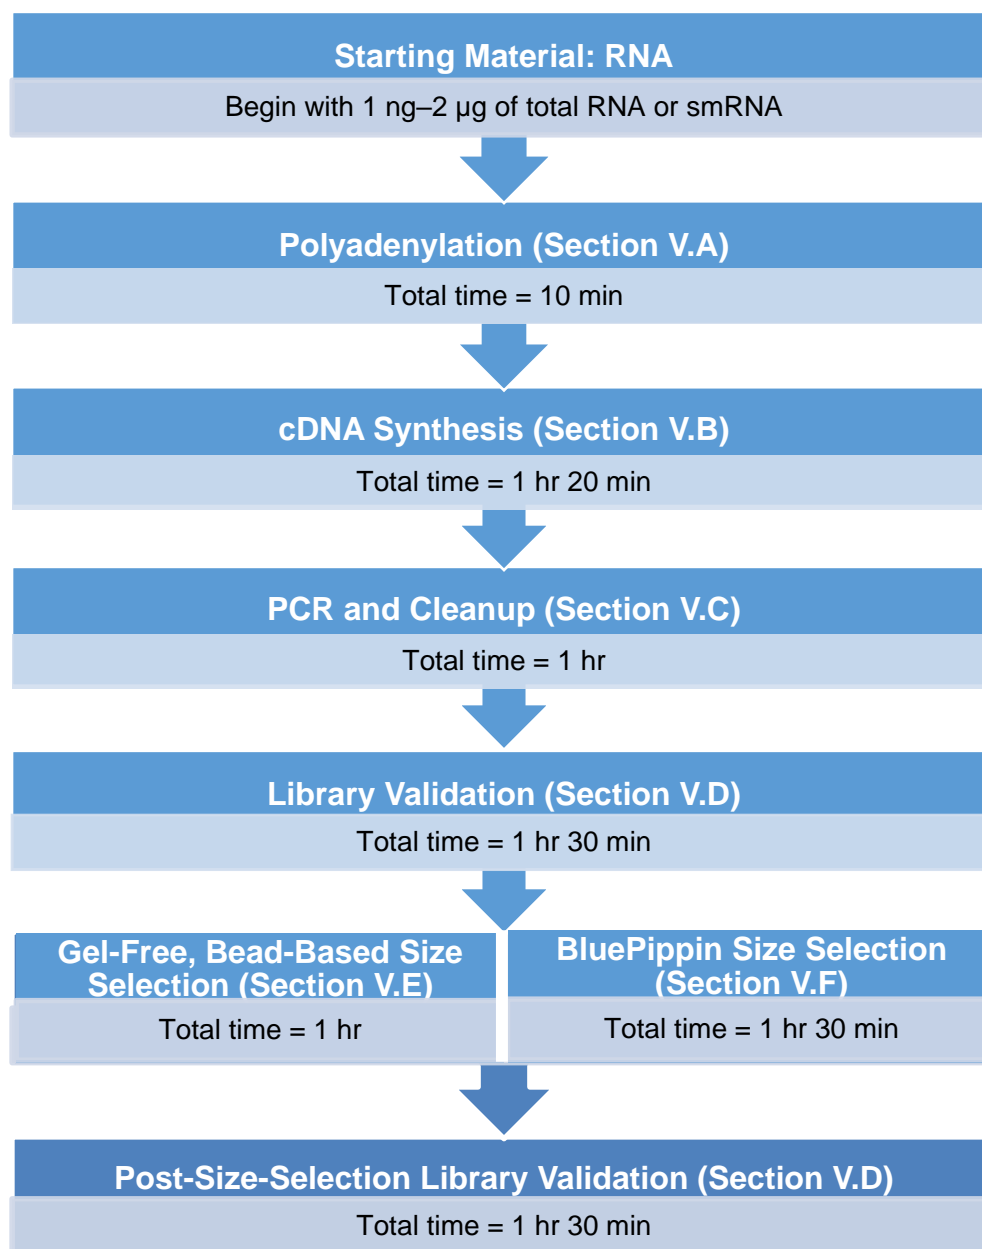 Starting Material: RNA
Begin with 1 ng–2 µg of total RNA or smRNA
Polyadenylation (Section V.A)
Total time = 10 min
cDNA Synthesis (Section V.B)
Total time = 1 hr 20 min
PCR and Cleanup (Section V.C)
Total time = 1 hr
Library Validation (Section V.D)
Total time = 1 hr 30 min
Gel-Free, Bead-Based Size
Selection (Section V.E)
Total time = 1 hr
BluePippin Size Selection
(Section V.F)
Total time = 1 hr 30 min
Post-Size-Selection Library Validation (Section V.D)
Total time = 1 hr 30 min